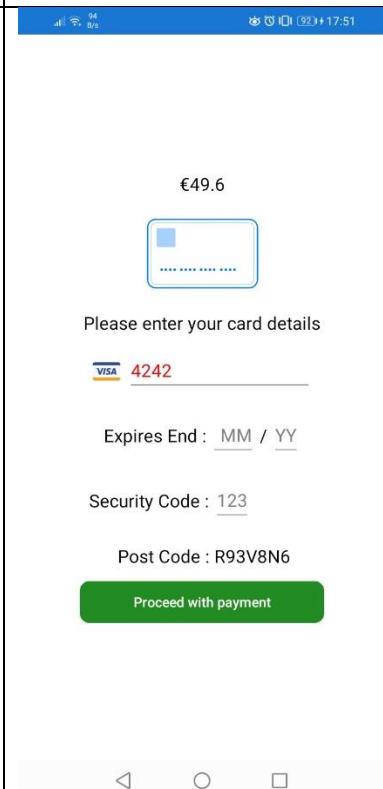 94
B/s
92 17:51
€49.6
Please enter your card details
VISA 4242
Expires End : MM / YY
Security Code : 123
Post Code : R93V8N6
Proceed with payment